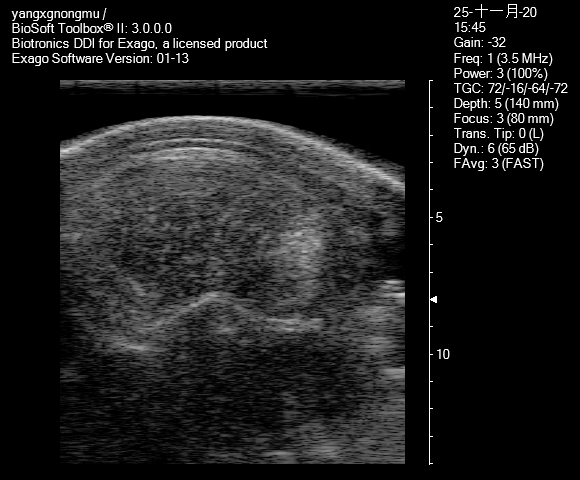 yangxgnongmu /
BioSoft Toolbox® II: 3.0.0.0
Biotronics DDI for Exago, a licensed product
Exago Software Version: 01-13
25-十一月-20
15:45
Gain: -32
Freq: 1 (3.5 MHz)
Power: 3 (100%)
TGC: 72/-16/-64/-72
Depth: 5 (140 mm)
Focus: 3 (80 mm)
Trans. Tip: 0 (L)
Dyn.: 6 (65 dB)
FAvg: 3 (FAST)
5
10